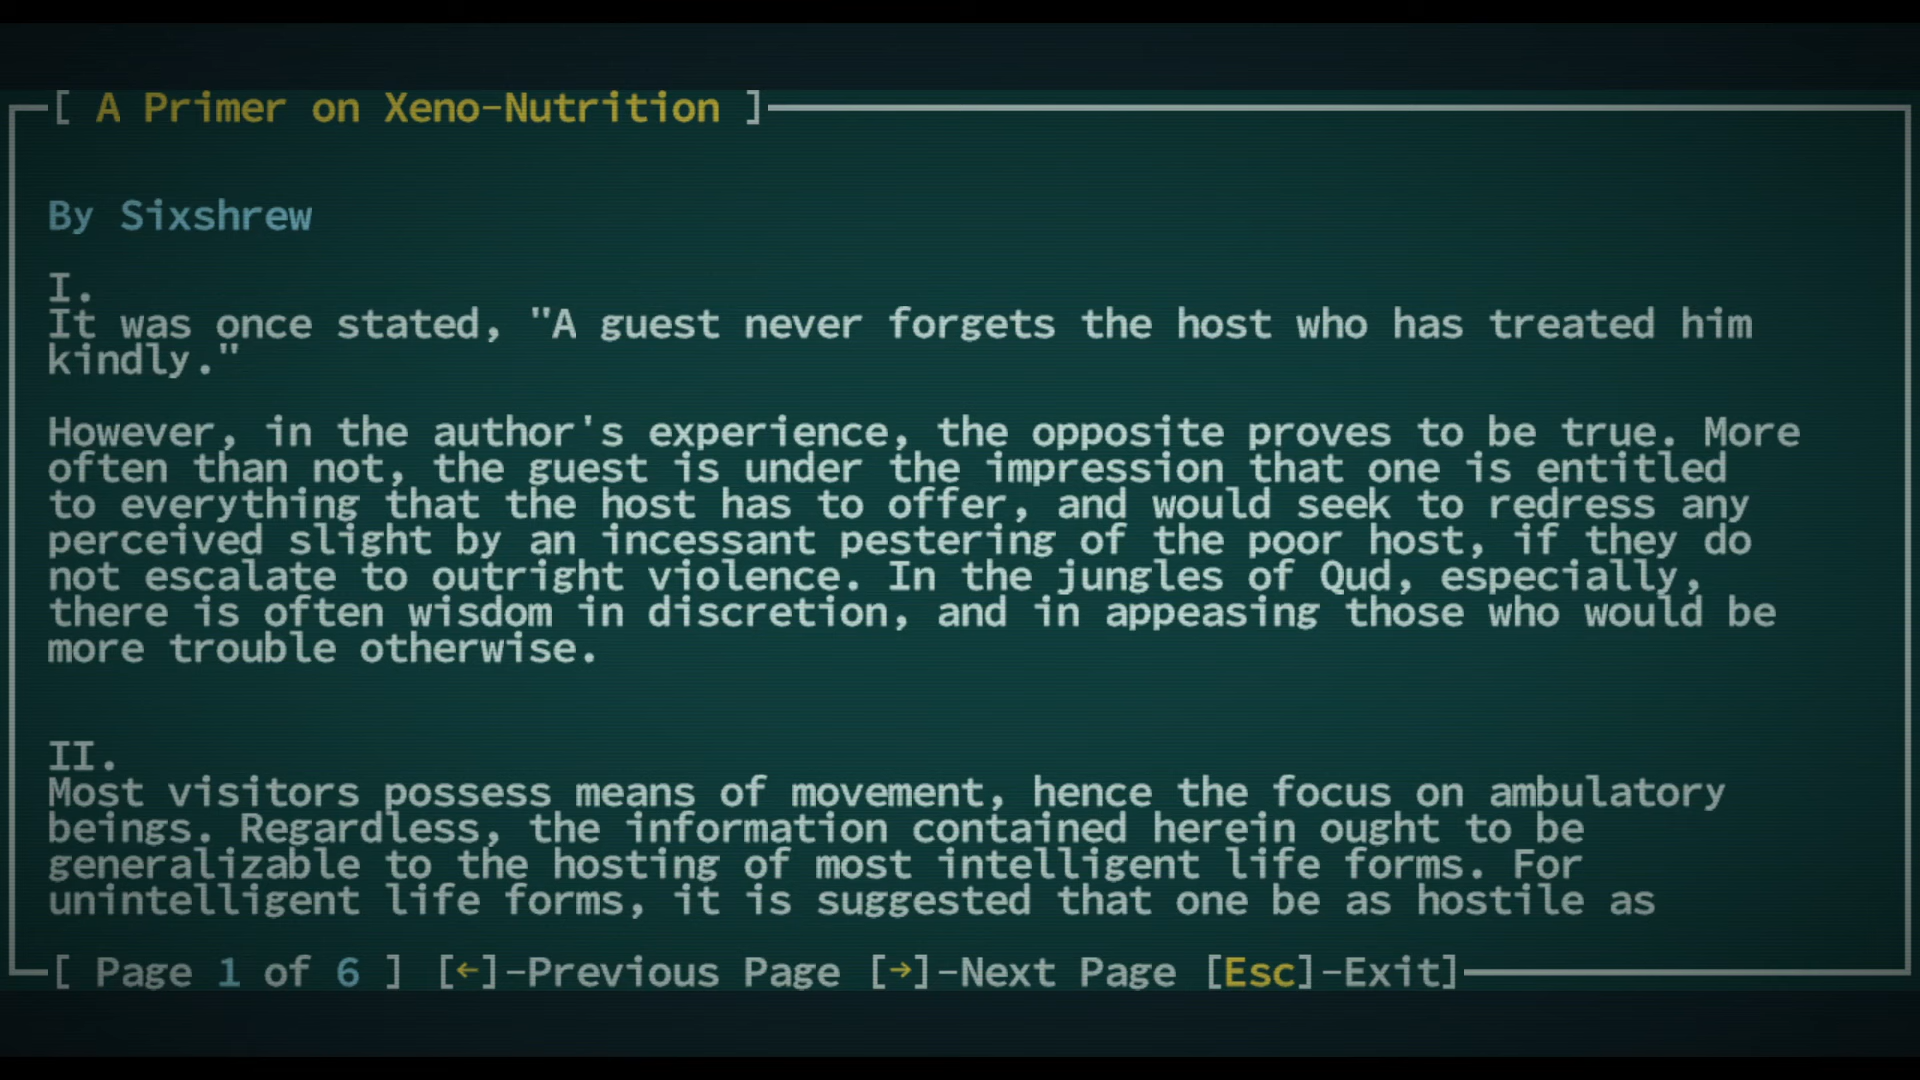 [ A Primer on Xeno-Nutrition ]
By Sixshrew
I.
It was once stated, "A guest never forgets the host who has treated him
kindly."
However, in the author's experience, the opposite proves to be true. More
often than not, the guest is under the impression that one is entitled
to everything that the host has to offer, and would seek to redress any
perceived slight by an incessant pestering of the poor host, if they do
not escalate to outright violence. In the jungles of Qud, especially,
there is often wisdom in discretion, and in appeasing those who would be
more trouble otherwise.
II.
Most visitors possess means of movement, hence the focus on ambulatory
beings. Regardless, the information contained herein ought to be
generalizable to the hosting of most intelligent life forms. For
unintelligent life forms, it is suggested that one be as hostile as
[ Page 1 of 6 ] [←]-Previous Page [→]-Next Page [Esc]-Exit]